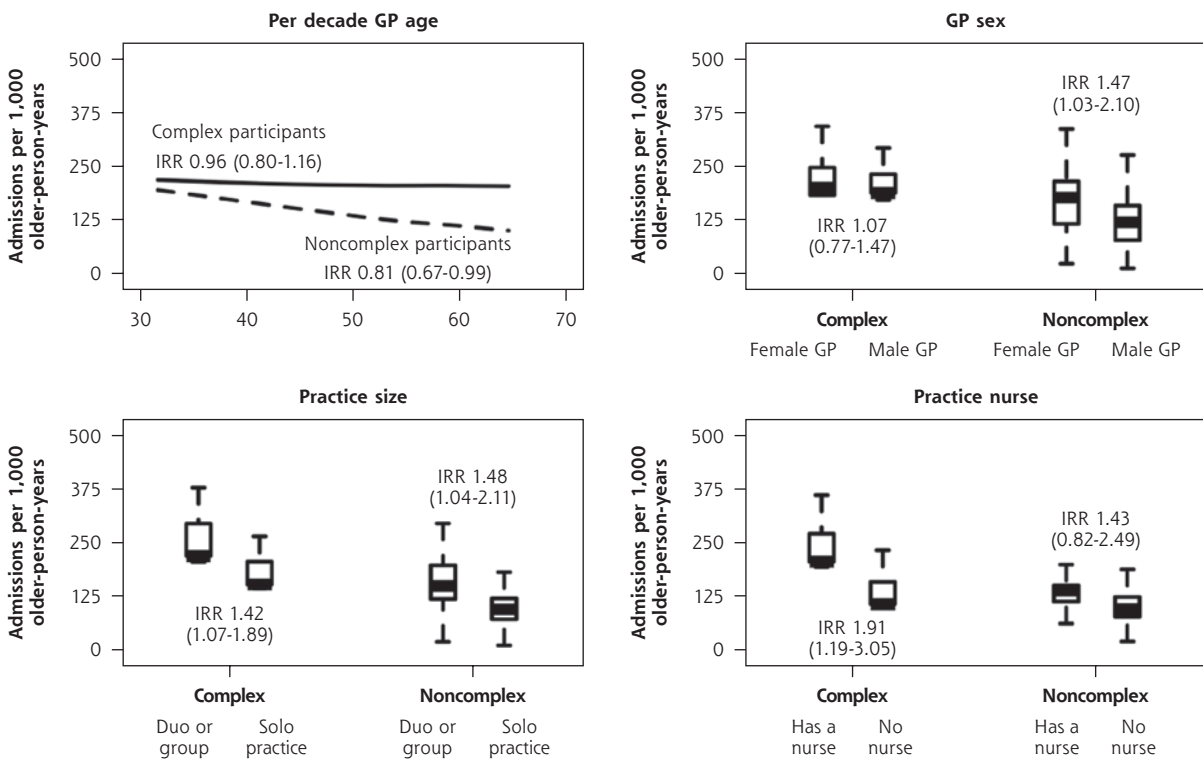 Per decade GP age
Admissions per 1,000
older-person-years
500
375
250
125
0
Complex participants
IRR 0.96 (0.80-1.16)
Noncomplex participants
IRR 0.81 (0.67-0.99)
30 40 50 60 70
GP sex
Admissions per 1,000
older-person-years
500
375
250
125
0
IRR 1.47
(1.03-2.10)
IRR 1.07
(0.77-1.47)
Complex Noncomplex
Female GP Male GP Female GP Male GP
Practice size
Admissions per 1,000
older-person-years
500
375
250
125
0
IRR 1.48
(1.04-2.11)
IRR 1.42
(1.07-1.89)
Complex Noncomplex
Duo or Solo Duo or Solo
group practice group practice
Practice nurse
Admissions per 1,000
older-person-years
500
375
250
125
0
IRR 1.43
(0.82-2.49)
IRR 1.91
(1.19-3.05)
Complex Noncomplex
Has a No Has a No
nurse nurse nurse nurse